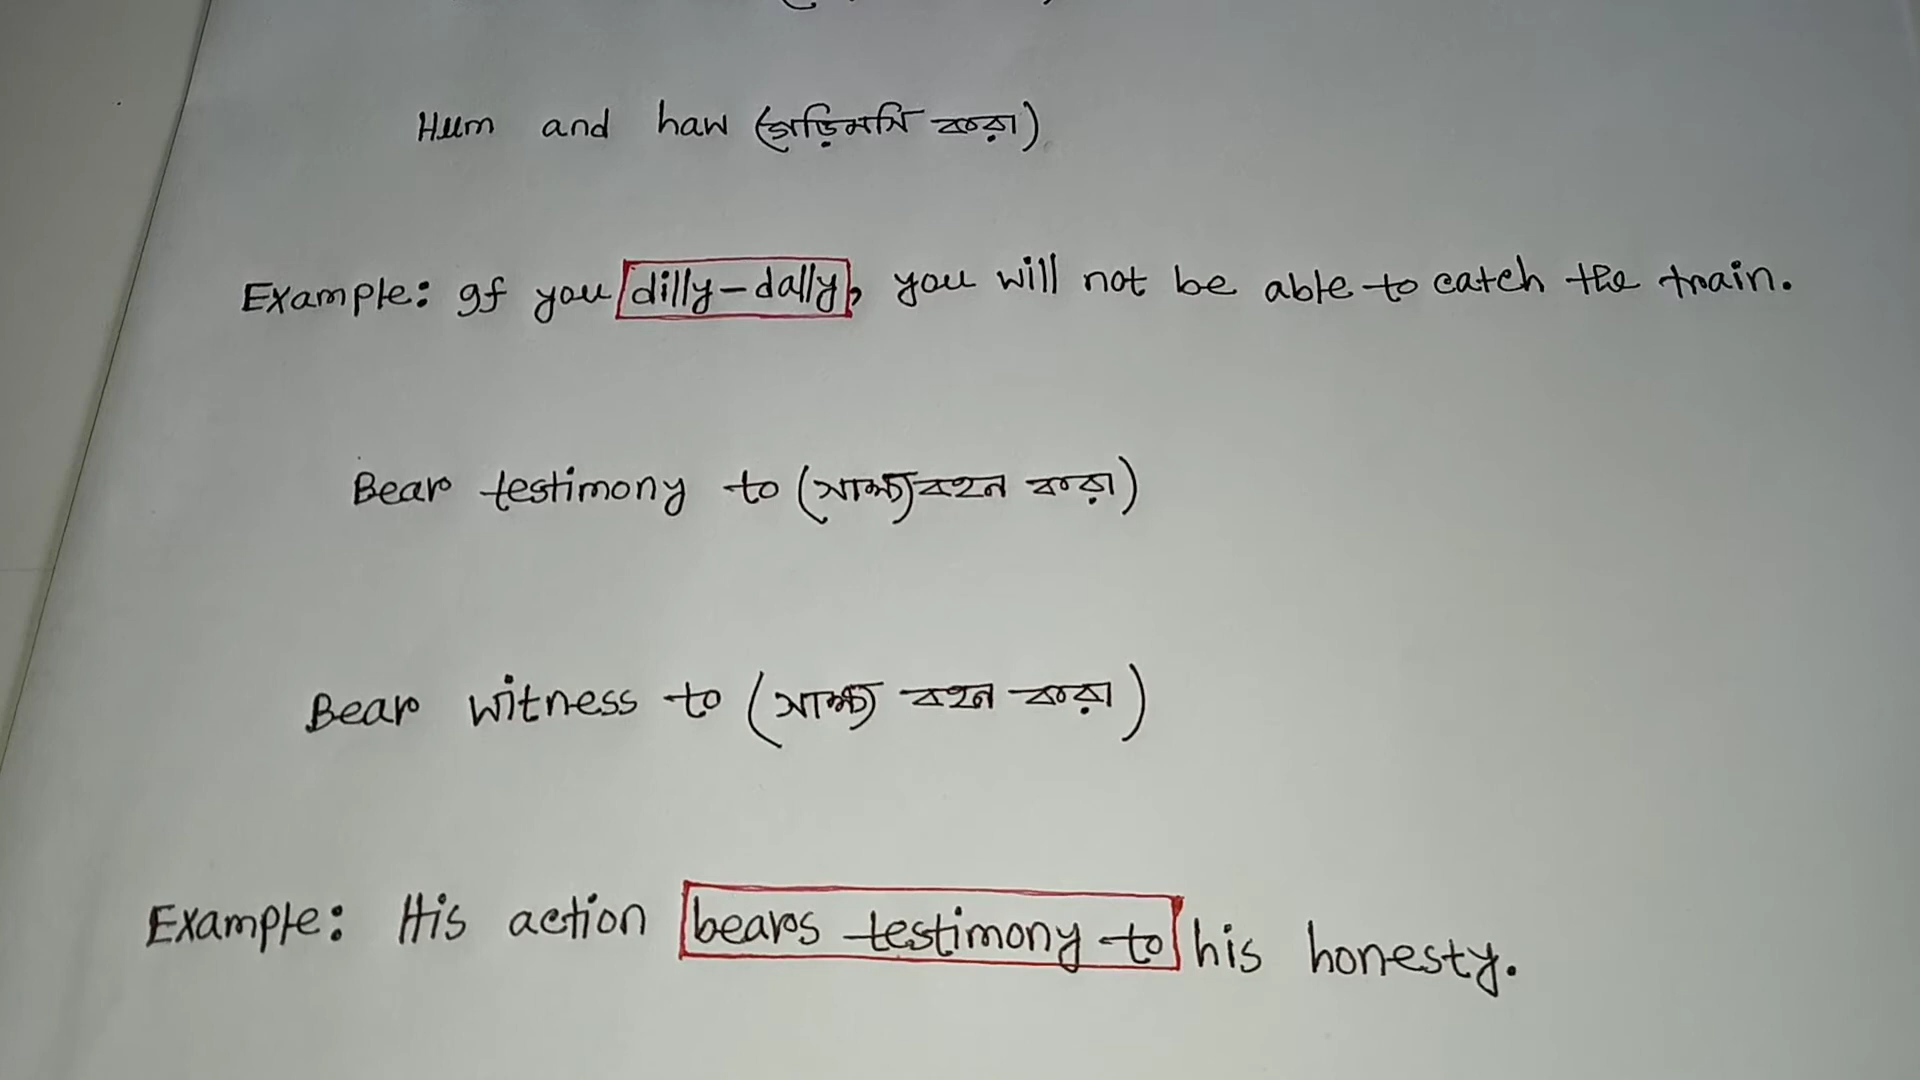 Hum and haw (গড়িমসি করা)
Example: If you dilly-dally, you will not be able to catch the train.
Bear testimony to (সাক্ষ্য বহন করা)
Bear witness to (সাক্ষ্য বহন করা)
Example: His action bears testimony to his honesty.